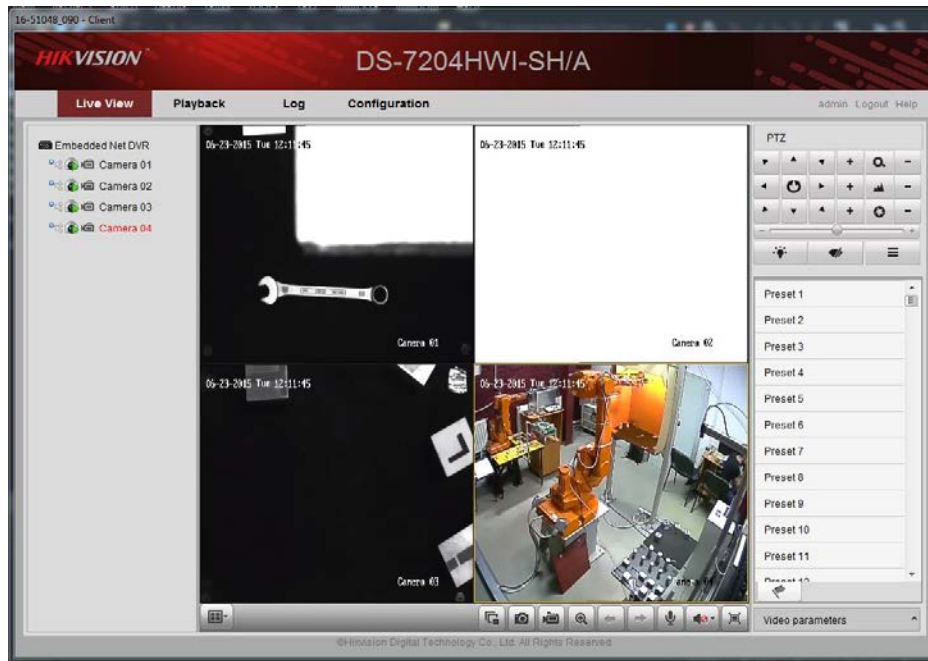 16-51048_090 - Client
HIKVISION
DS-7204HWI-SH/A
Live View Playback Log Configuration
admin Logout Help
Embedded Net DVR
Camera 01
Camera 02
Camera 03
Camera 04
06-23-2015 Tue 12:11:45
Camera 01
06-23-2015 Tue 12:11:45
Camera 02
06-23-2015 Tue 12:11:45
Camera 03
06-23-2015 Tue 12:11:45
PTZ
Preset 1
Preset 2
Preset 3
Preset 4
Preset 5
Preset 6
Preset 7
Preset 8
Preset 9
Preset 10
Preset 11
Video parameters
©Hikvision Digital Technology Co., Ltd. All Rights Reserved.